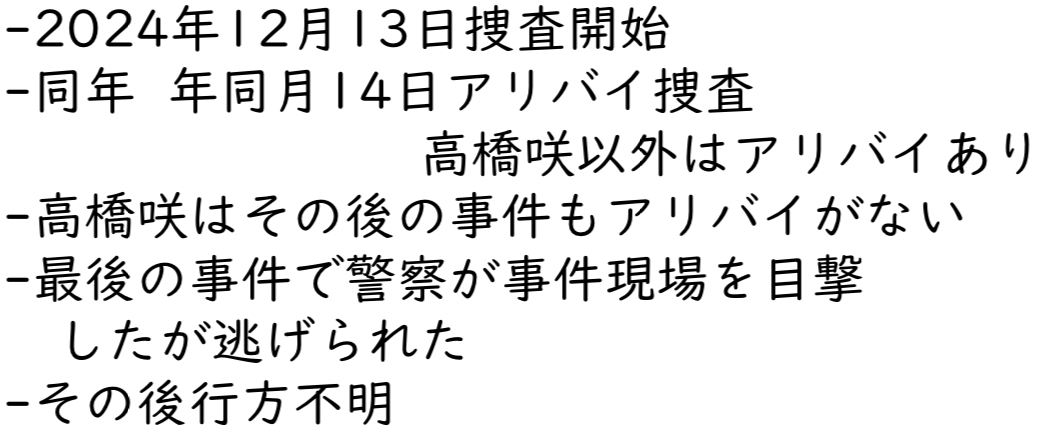 -2024年12月13日捜査開始
-同年 年同月14日アリバイ捜査
高橋咲以外はアリバイあり
-高橋咲はその後の事件もアリバイがない
-最後の事件で警察が事件現場を目撃
したが逃げられた
-その後行方不明